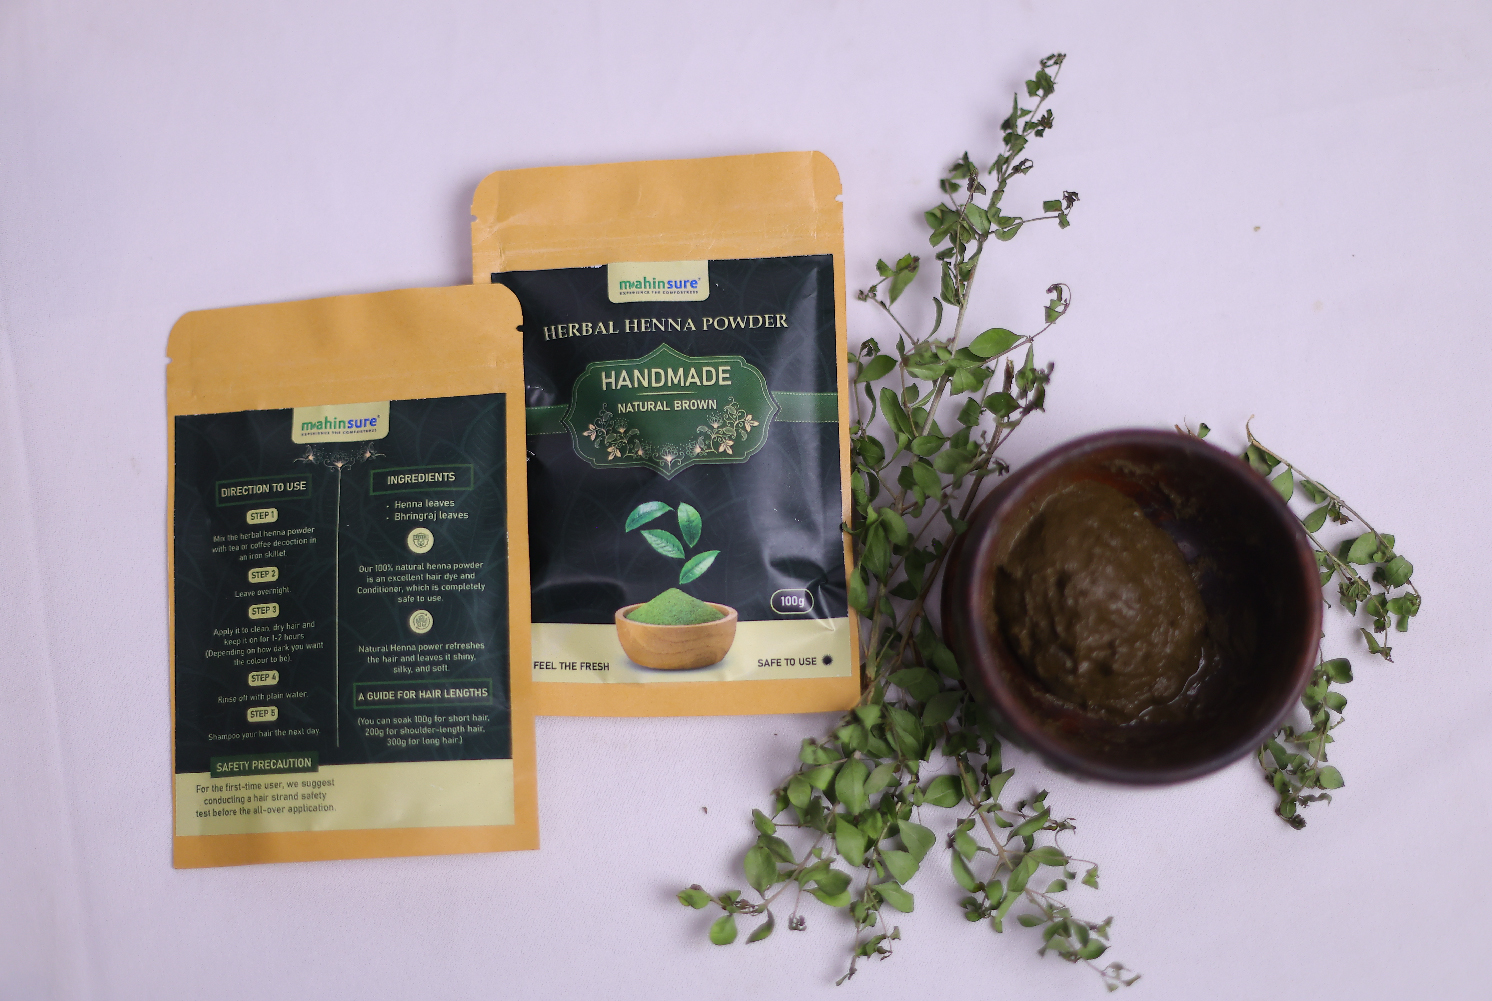 mahinsure
EXPERIENCE THE COMFORTNESS
DIRECTION TO USE
STEP 1
Mix the herbal henna powder
with tea or coffee decoction in
an iron skillet
STEP 2
Leave overnight.
STEP 3
Apply it to clean, dry hair and
keep it on for 1-2 hours
(Depending on how dark you want
the colour to be).
STEP 4
Rinse off with plain water.
STEP 5
Shampoo your hair the next day.
SAFETY PRECAUTION
For the first-time user, we suggest
conducting a hair strand safety
test before the all-over application.
INGREDIENTS
- Henna leaves
- Bhringraj leaves
Our 100% natural henna powder
is an excellent hair dye and
Conditioner, which is completely
safe to use.
Natural Henna power refreshes
the hair and leaves it shiny,
silky, and soft.
A GUIDE FOR HAIR LENGTHS
(You can soak 100g for short hair,
200g for shoulder-length hair,
300g for long hair)
mahinsure
EXPERIENCE THE COMFORTNESS
HERBAL HENNA POWDER
HANDMADE
NATURAL BROWN
100g
FEEL THE FRESH
SAFE TO USE